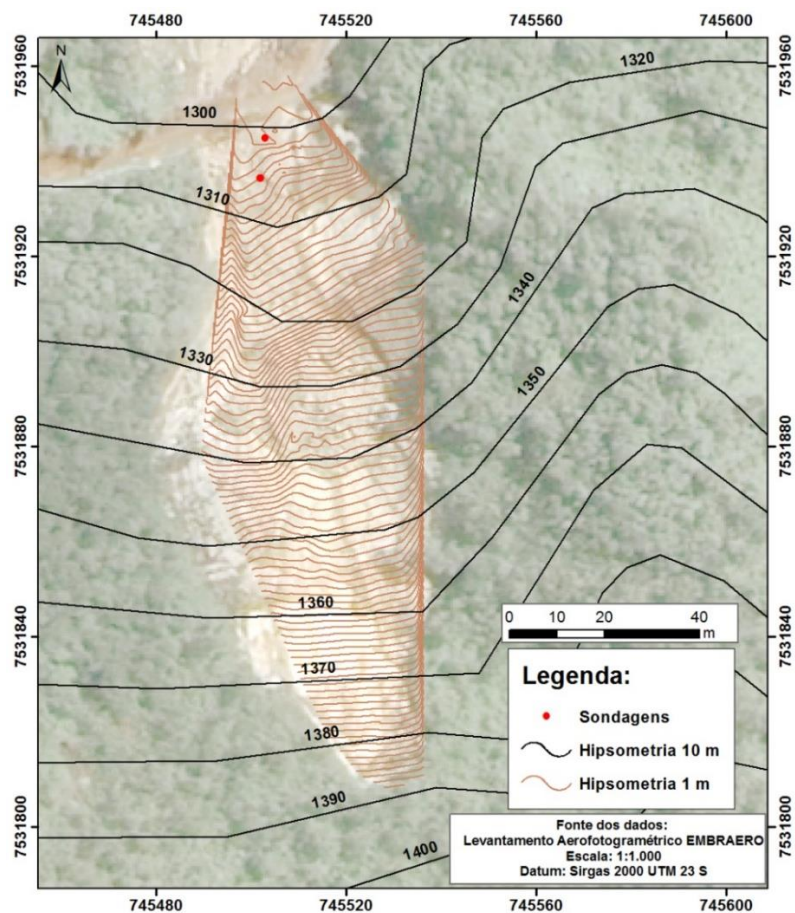 745480 745520 745560 745600
7531960
7531920
7531880
7531840
7531800
N
1300
1320
1310
1340
1330
1350
1360
1370
1380
1390
1400
0 10 20 40
m
Legenda:
Sondagens
Hipsometria 10 m
Hipsometria 1 m
Fonte dos dados:
Levantamento Aerofotogramétrico EMBRAERO
Escala: 1:1.000
Datum: Sirgas 2000 UTM 23 S
7531960
7531920
7531880
7531840
7531800
745480 745520 745560 745600